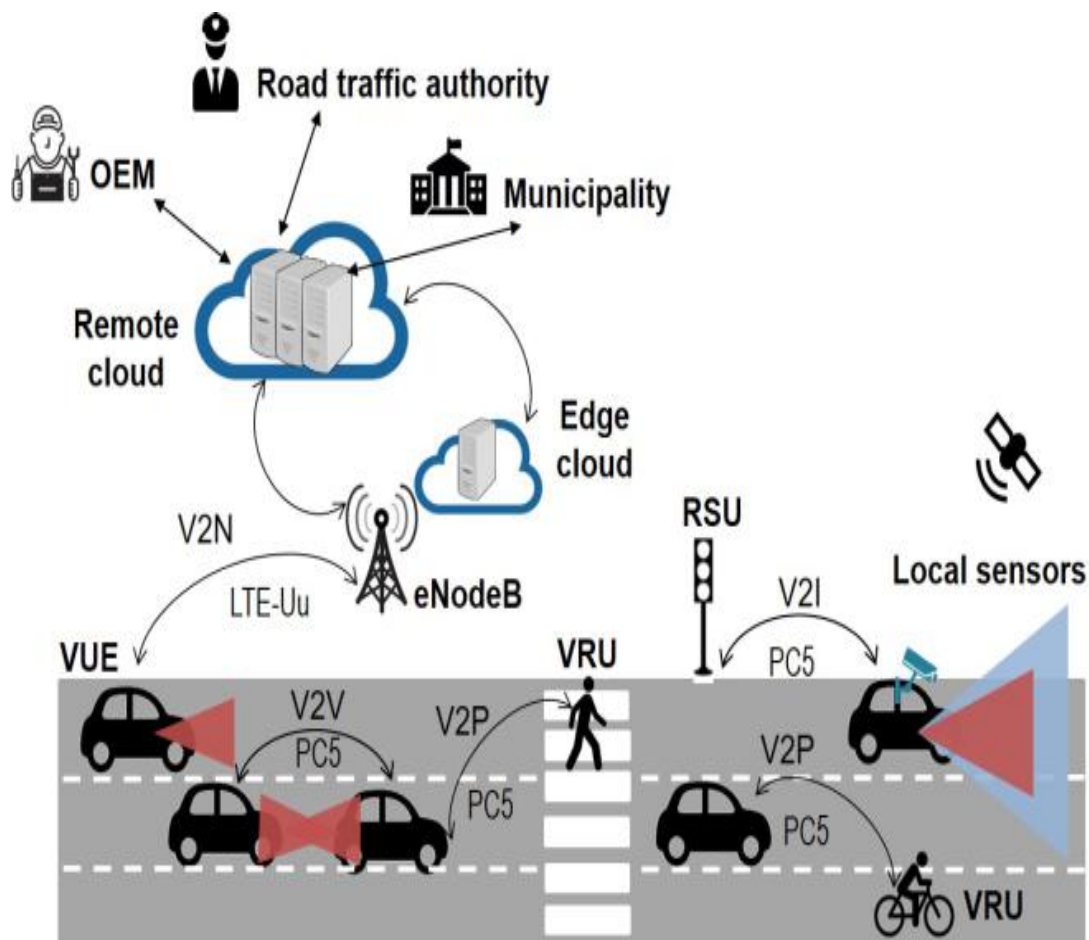 Road traffic authority
OEM
Municipality
Remote
cloud
Edge
cloud
V2N
RSU
LTE-Uu
eNodeB
Local sensors
V2I
VUE
VRU
PC5
V2V
V2P
PC5
V2P
PC5
PC5
VRU